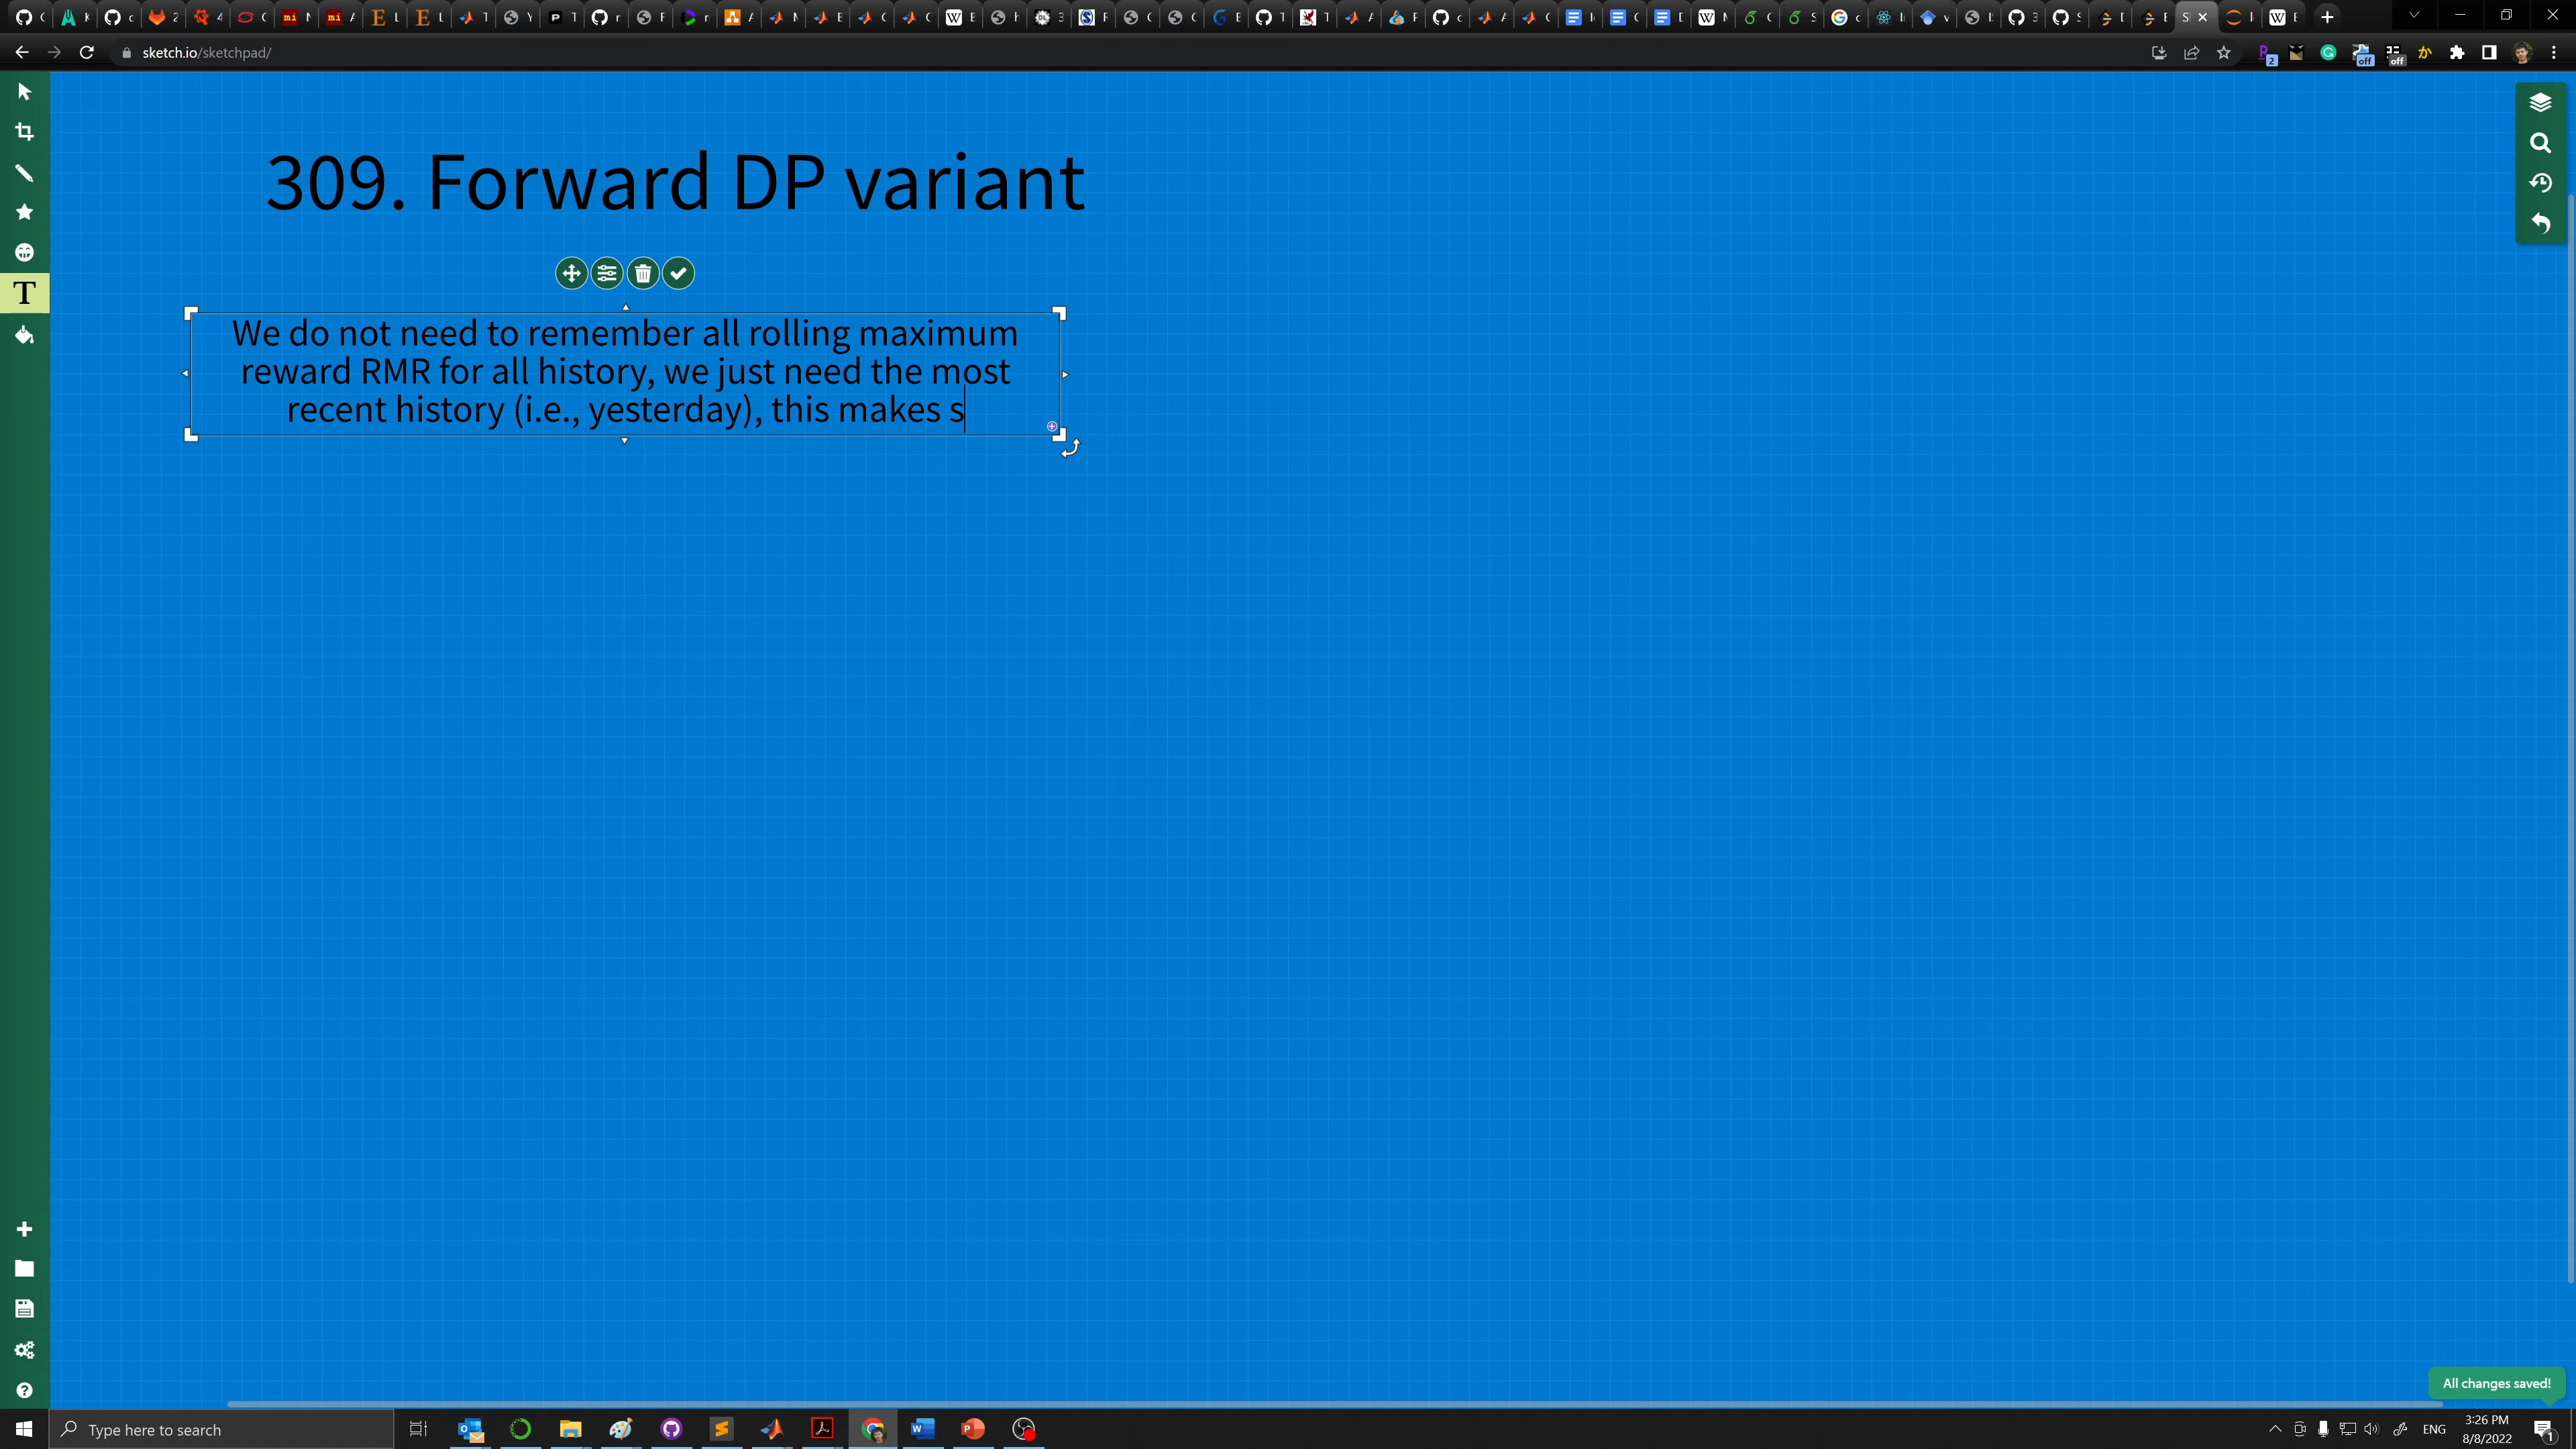 sketch.io/sketchpad/
309. Forward DP variant
We do not need to remember all rolling maximum
reward RMR for all history, we just need the most
recent history (i.e., yesterday), this makes s
All changes saved!
Type here to search
ENG
3:26 PM
8/8/2022